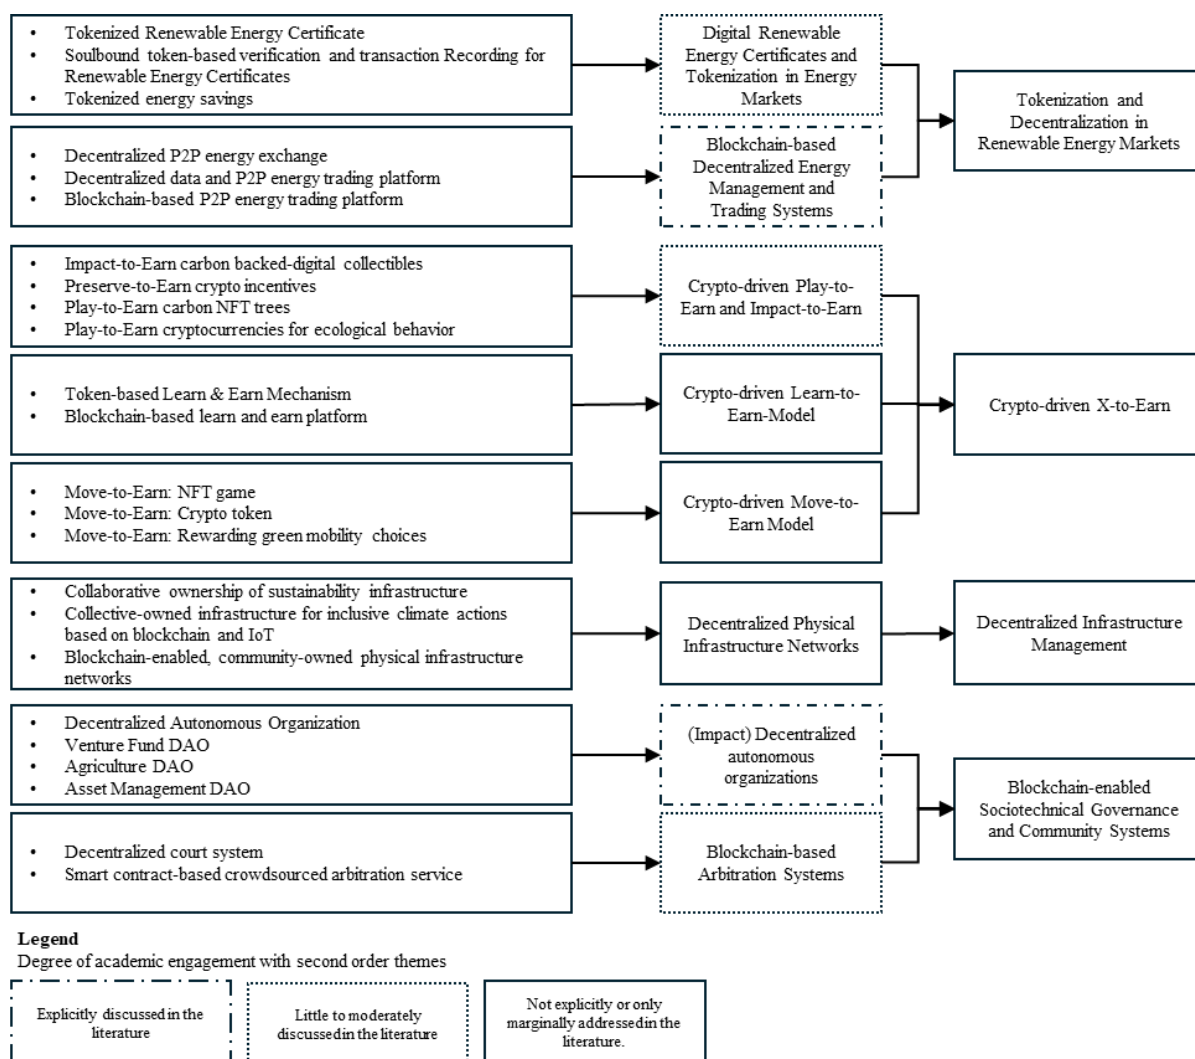 • Tokenized Renewable Energy Certificate
• Soulbound token-based verification and transaction Recording for
Renewable Energy Certificates
• Tokenized energy savings
Digital Renewable
Energy Certificates and
Tokenization in Energy
Markets
Tokenization and
Decentralization in
Renewable Energy Markets
• Decentralized P2P energy exchange
• Decentralized data and P2P energy trading platform
• Blockchain-based P2P energy trading platform
Blockchain-based
Decentralized Energy
Management and
Trading Systems
• Impact-to-Earn carbon backed-digital collectibles
• Preserve-to-Earn crypto incentives
• Play-to-Earn carbon NFT trees
• Play-to-Earn cryptocurrencies for ecological behavior
Crypto-driven Play-to-
Earn and Impact-to-Earn
• Token-based Learn & Earn Mechanism
• Blockchain-based learn and earn platform
Crypto-driven Learn-to-
Earn-Model
Crypto-driven X-to-Earn
• Move-to-Earn: NFT game
• Move-to-Earn: Crypto token
• Move-to-Earn: Rewarding green mobility choices
Crypto-driven Move-to-
Earn Model
• Collaborative ownership of sustainability infrastructure
• Collective-owned infrastructure for inclusive climate actions
based on blockchain and IoT
• Blockchain-enabled, community-owned physical infrastructure
networks
Decentralized Physical
Infrastructure Networks
Decentralized Infrastructure
Management
• Decentralized Autonomous Organization
• Venture Fund DAO
• Agriculture DAO
• Asset Management DAO
(Impact) Decentralized
autonomous
organizations
Blockchain-enabled
Sociotechnical Governance
and Community Systems
• Decentralized court system
• Smart contract-based crowdsourced arbitration service
Blockchain-based
Arbitration Systems
Legend
Degree of academic engagement with second order themes
Explicitly discussed in the
literature
Little to moderately
discussed in the literature
Not explicitly or only
marginally addressed in the
literature.